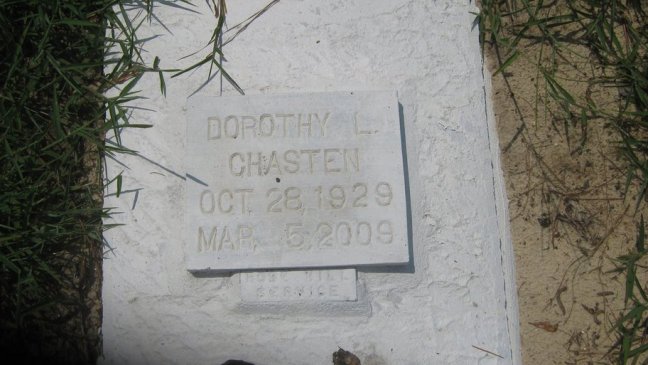 DOROTHY L.
CHASTEN
OCT. 28, 1929
MAR. 5, 2009
SERVICE